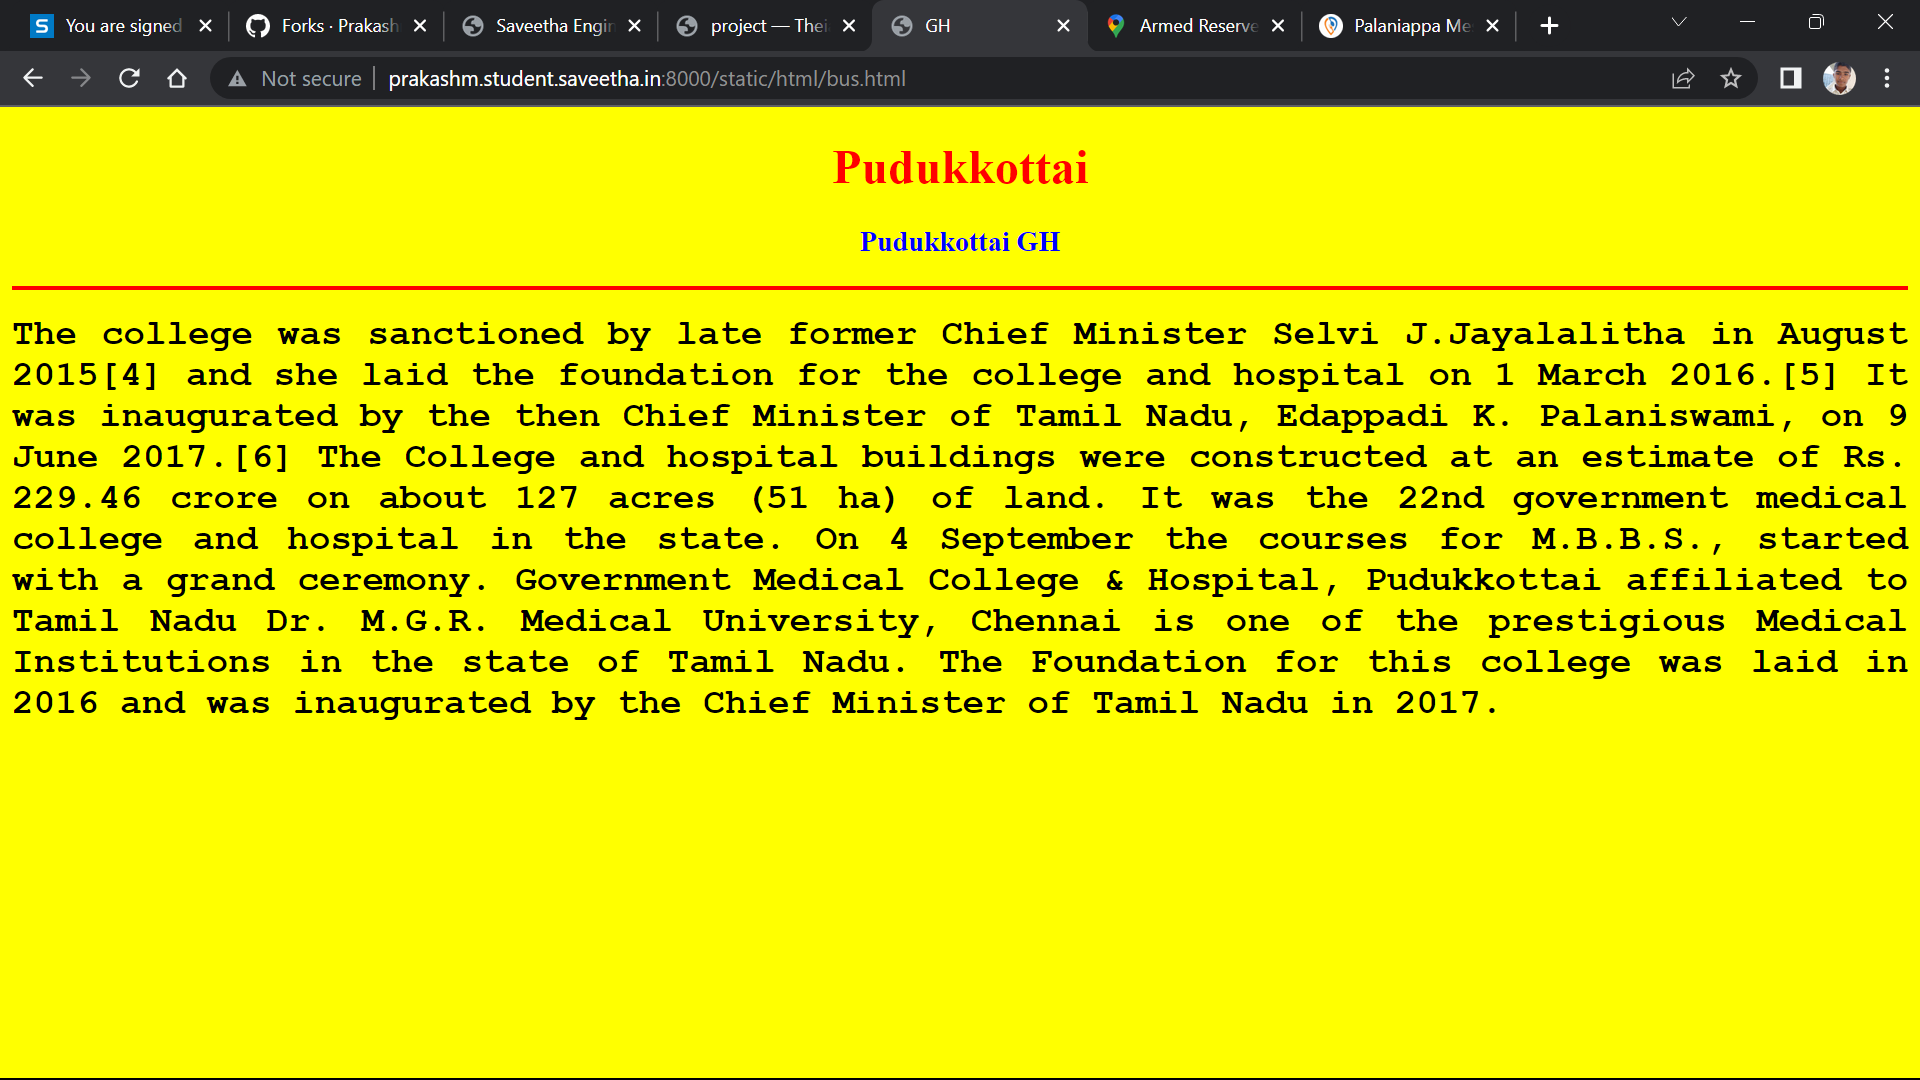 You are signed
Forks · Prakash
Saveetha Engin
project — Thei
GH
Armed Reserve
Palaniappa Me
Not secure
prakashm.student.saveetha.in:8000/static/html/bus.html
Pudukkottai
Pudukkottai GH
The college was sanctioned by late former Chief Minister Selvi J.Jayalalitha in August
2015[4] and she laid the foundation for the college and hospital on 1 March 2016.[5] It
was inaugurated by the then Chief Minister of Tamil Nadu, Edappadi K. Palaniswami, on 9
June 2017.[6] The College and hospital buildings were constructed at an estimate of Rs.
229.46 crore on about 127 acres (51 ha) of land. It was the 22nd government medical
college and hospital in the state. On 4 September the courses for M.B.B.S., started
with a grand ceremony. Government Medical College & Hospital, Pudukkottai affiliated to
Tamil Nadu Dr. M.G.R. Medical University, Chennai is one of the prestigious Medical
Institutions in the state of Tamil Nadu. The Foundation for this college was laid in
2016 and was inaugurated by the Chief Minister of Tamil Nadu in 2017.